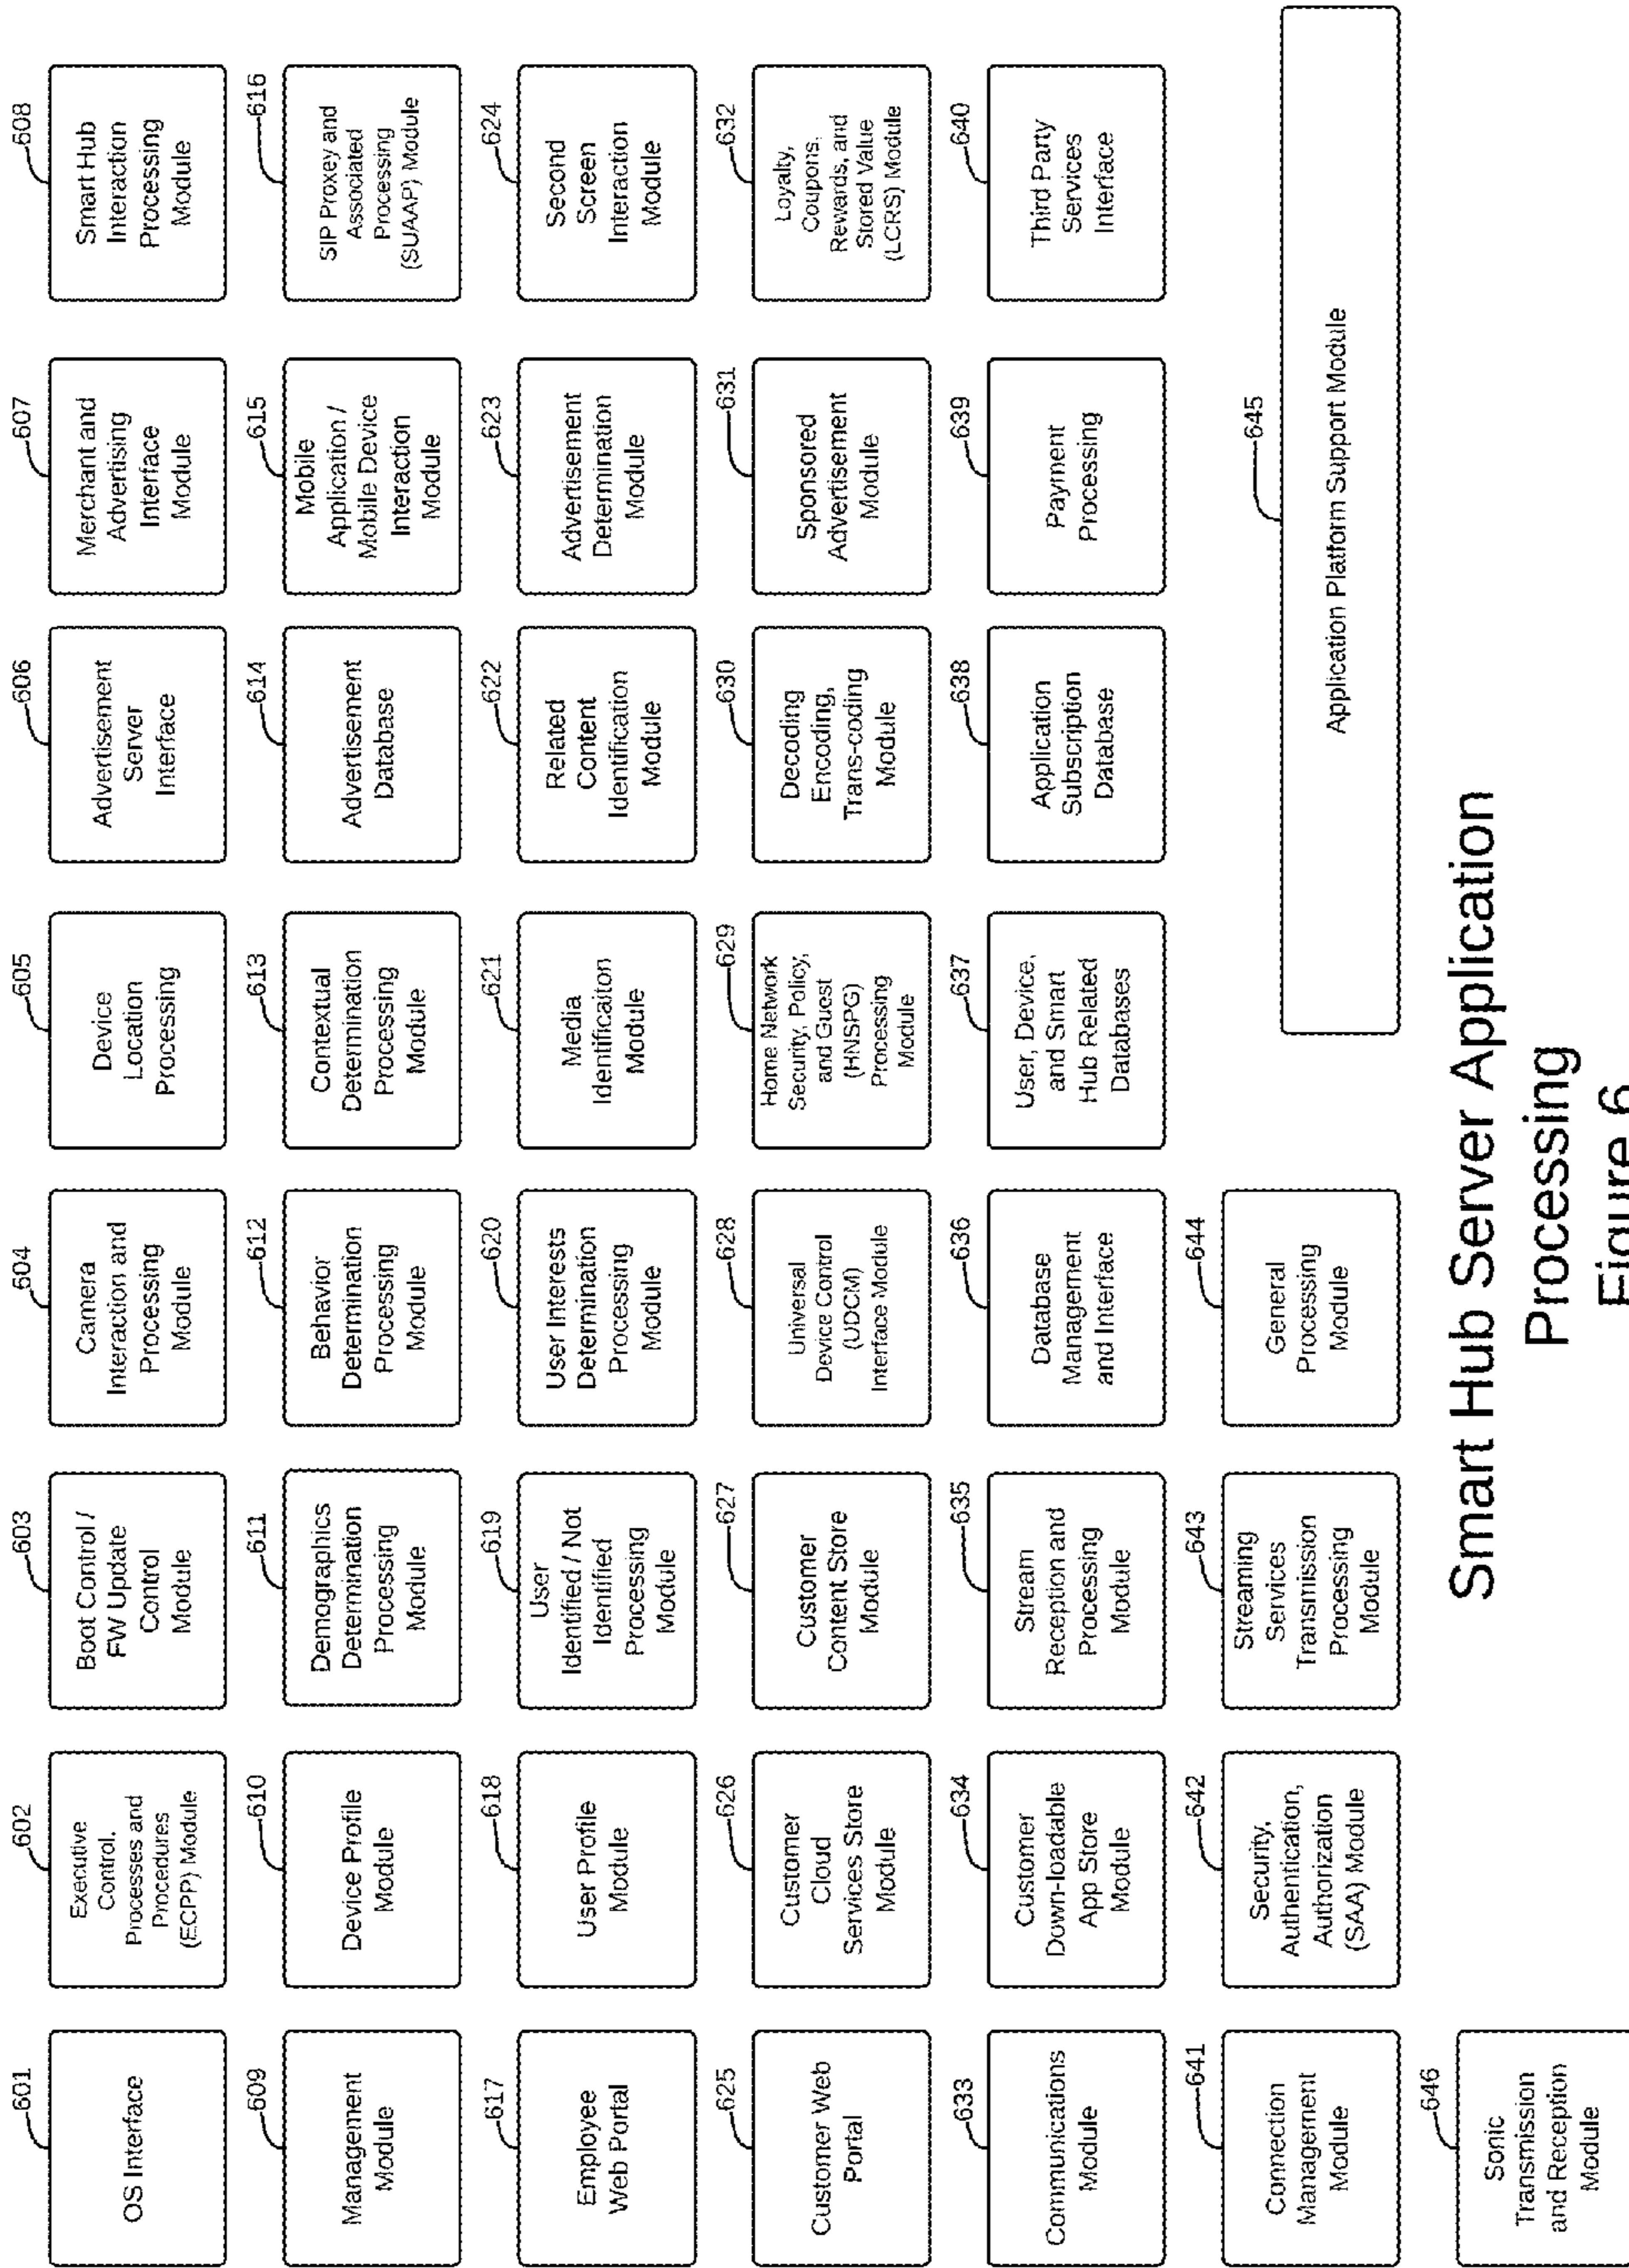 601
OS Interface
602
Executive
Control.
Processes and
Procedures
(ECPP) Module
603
Boot Control /
FW Update
Control
Module
604
Camera
Interaction and
Processing
Module
605
Device
Location
Processing
606
Advertisement
Server
Interface
607
Merchant and
Advertising
Interface
Module
608
Smart Hub
Interaction
Processing
Module
609
Management
Module
610
Device Profile
Module
611
Demographics
Determination
Processing
Module
612
Behavior
Determination
Processing
Module
613
Contextual
Determination
Processing
Module
614
Advertisement
Database
615
Mobile
Application /
Mobile Device
Interaction
Module
616
SIP Proxey and
Associated
Processing
(SUAAP) Module
617
Employee
Web Portal
618
User Profile
Module
619
User
Identified / Not
Identified
Processing
Module
620
User Interests
Determination
Processing
Module
621
Media
Identificaiton
Module
622
Related
Content
Identification
Module
623
Advertisement
Determination
Module
624
Second
Screen
Interaction
Module
625
Customer Web
Portal
626
Customer
Cloud
Services Store
Module
627
Customer
Content Store
Module
628
Universal
Device Control
(UDCM)
Interface Module
629
Home Network
Security, Policy,
and Guest
(HNSPG)
Processing
Module
630
Decoding
Encoding,
Trans-coding
Module
631
Sponsored
Advertisement
Module
632
Loyalty,
Coupons,
Rewards, and
Stored Value
(LCRS) Module
633
Communications
Module
634
Customer
Down-loadable
App Store
Module
635
Stream
Reception and
Processing
Module
636
Database
Management
and Interface
637
User, Device,
and Smart
Hub Related
Databases
638
Application
Subscription
Database
639
Payment
Processing
640
Third Party
Services
Interface
641
Connection
Management
Module
642
Security,
Authentication,
Authorization
(SAA) Module
643
Streaming
Services
Transmission
Processing
Module
644
General
Processing
Module
645
Application Platform Support Module
646
Sonic
Transmission
and Reception
Module
Smart Hub Server Application
Processing
Figure 6